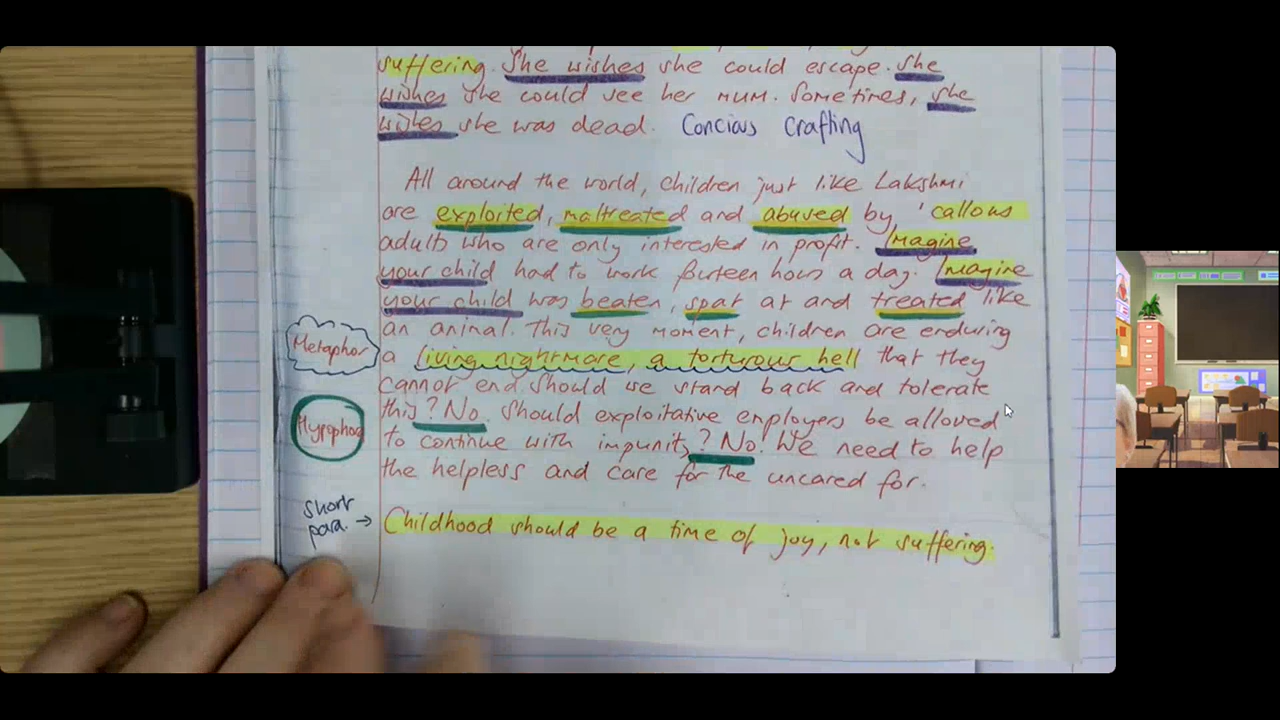 suffering. She wishes she could escape. She
wishes she could see her mum. Sometimes, she
wishes she was dead. Concious Crafting
All around the world, children just like Lakshmi
are exploited, maltreated and abused by 'callous
adults who are only interested in profit. Imagine
your child had to work fourteen hours a day. Imagine
your child was beaten, spat at and treated like
an animal. This very moment, children are enduring
Metaphor
a living nightmare, a torturous hell that they
cannot end. Should we stand back and tolerate
this? No. Should exploitative employers be allowed
Hypophora
to continue with impunity? No! We need to help
the helpless and care for the uncared for.
short
para. →
Childhood should be a time of joy, not suffering.